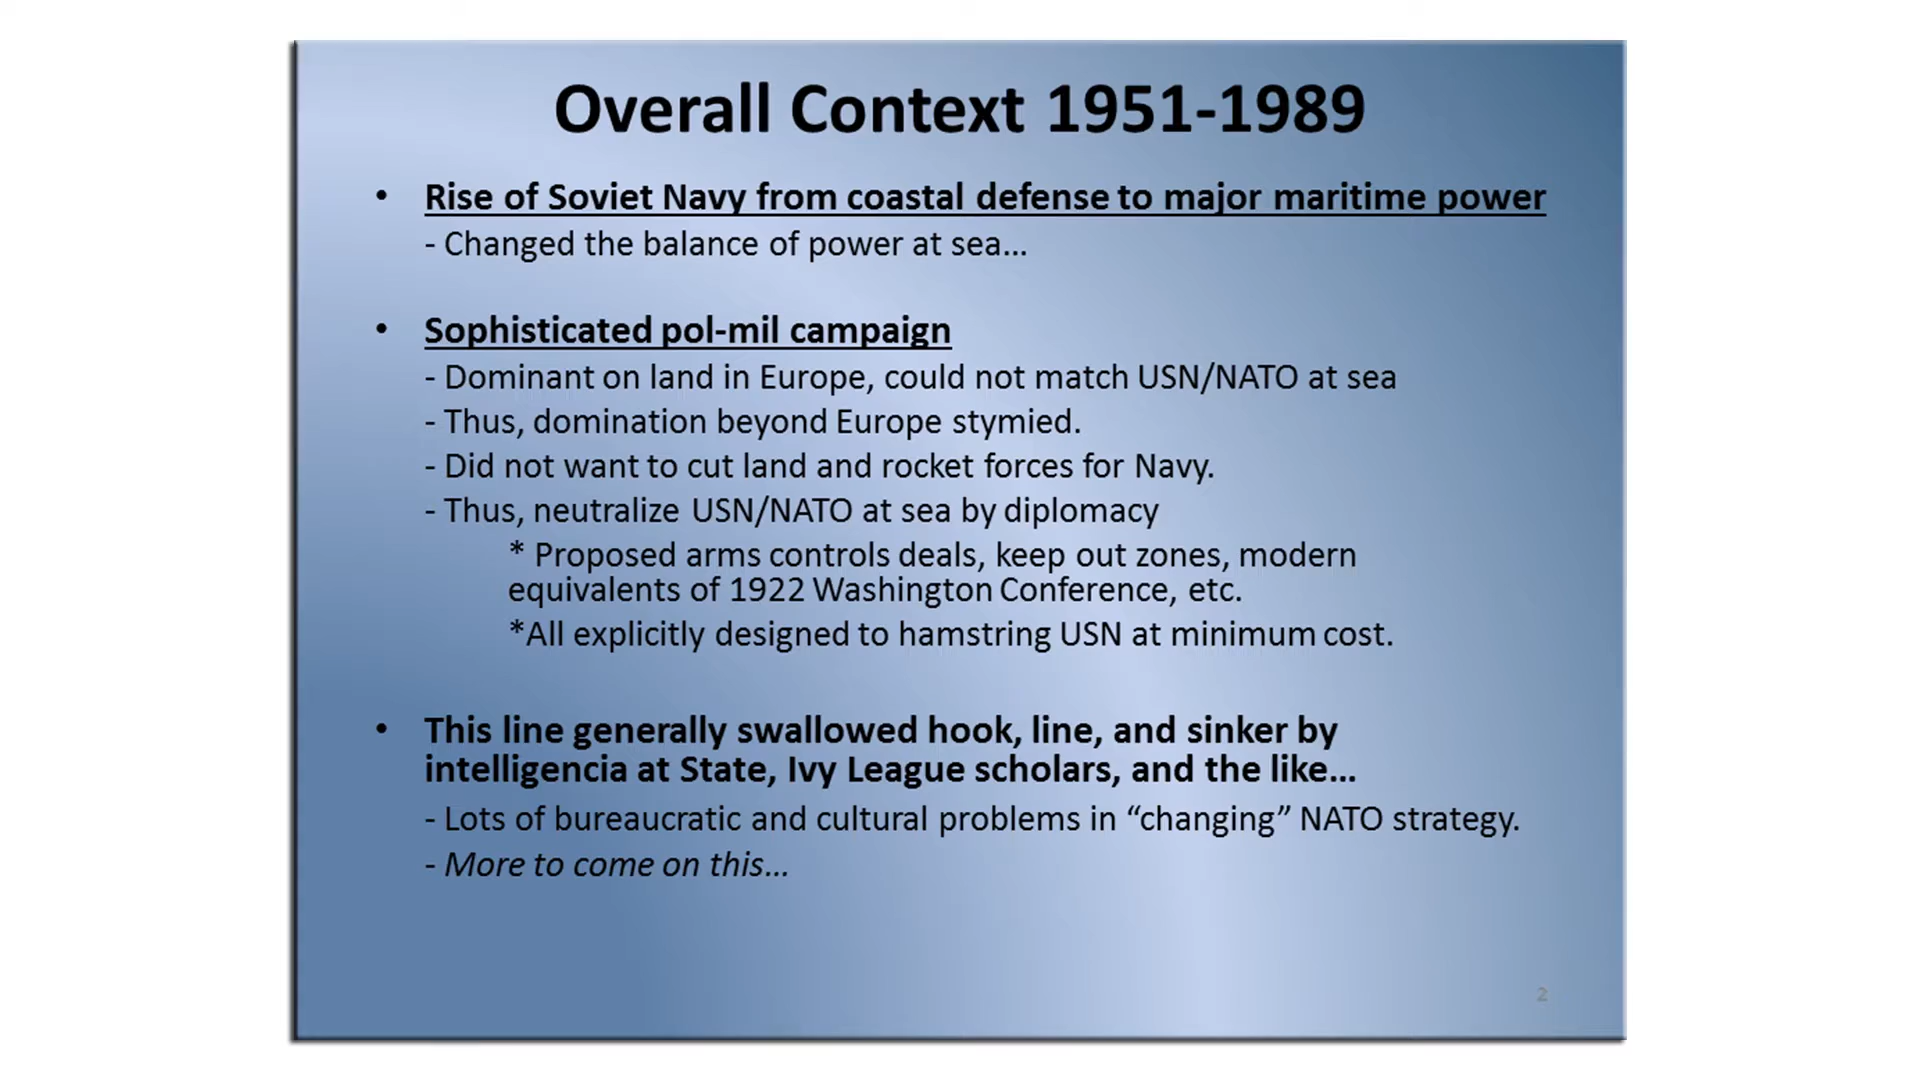 Overall Context 1951-1989
• Rise of Soviet Navy from coastal defense to major maritime power
- Changed the balance of power at sea…
• Sophisticated pol-mil campaign
- Dominant on land in Europe, could not match USN/NATO at sea
- Thus, domination beyond Europe stymied.
- Did not want to cut land and rocket forces for Navy.
- Thus, neutralize USN/NATO at sea by diplomacy
* Proposed arms controls deals, keep out zones, modern
equivalents of 1922 Washington Conference, etc.
*All explicitly designed to hamstring USN at minimum cost.
• This line generally swallowed hook, line, and sinker by
intelligencia at State, Ivy League scholars, and the like…
- Lots of bureaucratic and cultural problems in “changing” NATO strategy.
- More to come on this…
2